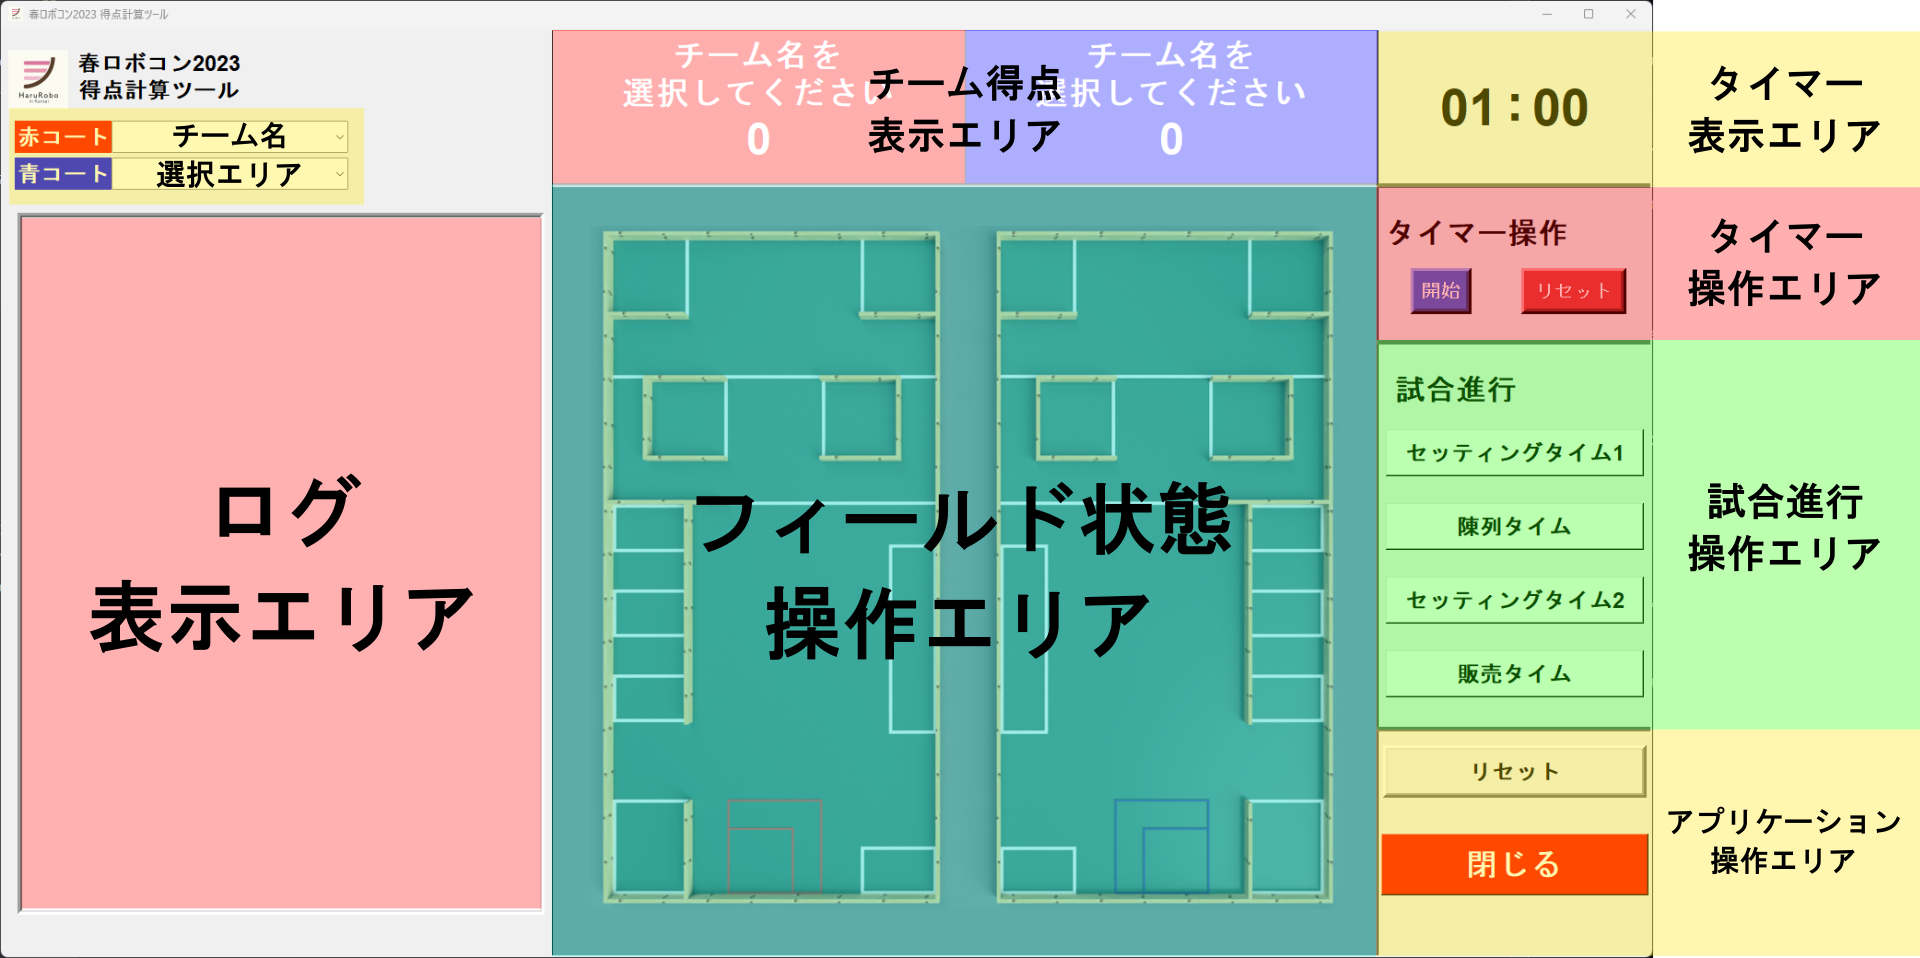 春ロボコン2023 得点計算ツール
HaruRobo
in Kansai
春ロボコン2023
得点計算ツール
赤コート
チーム名
青コート
選択エリア
ログ
表示エリア
チーム名を
選択してください
0
チーム名を
選択してください
0
チーム得点
表示エリア
フィールド状態
操作エリア
01:00
タイマー
表示エリア
タイマー操作
開始
リセット
タイマー
操作エリア
試合進行
セッティングタイム1
陳列タイム
セッティングタイム2
販売タイム
試合進行
操作エリア
リセット
閉じる
アプリケーション
操作エリア